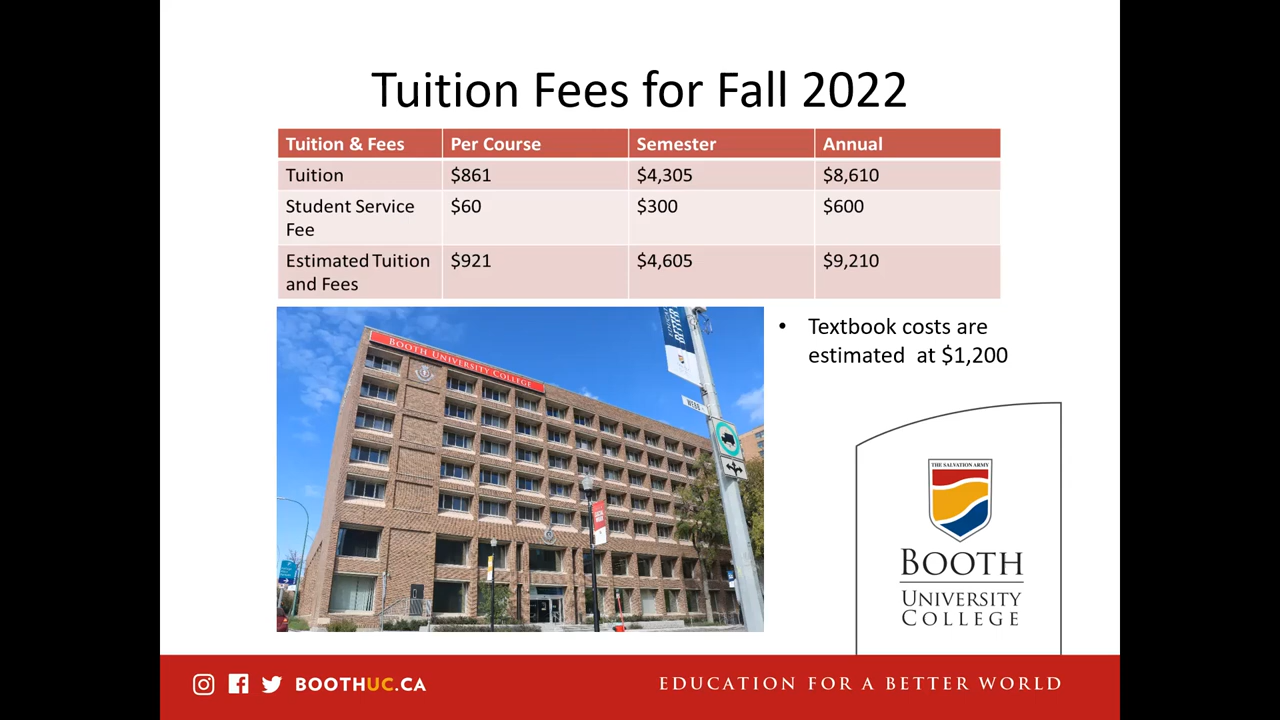 Tuition Fees for Fall 2022
Tuition & Fees Per Course Semester Annual
Tuition $861 $4,305 $8,610
Student Service Fee $60 $300 $600
Estimated Tuition and Fees $921 $4,605 $9,210
BOOTH UNIVERSITY COLLEGE
• Textbook costs are
estimated at $1,200
THE SALVATION ARMY
BOOTH
UNIVERSITY
COLLEGE
BOOTHUC.CA
EDUCATION FOR A BETTER WORLD